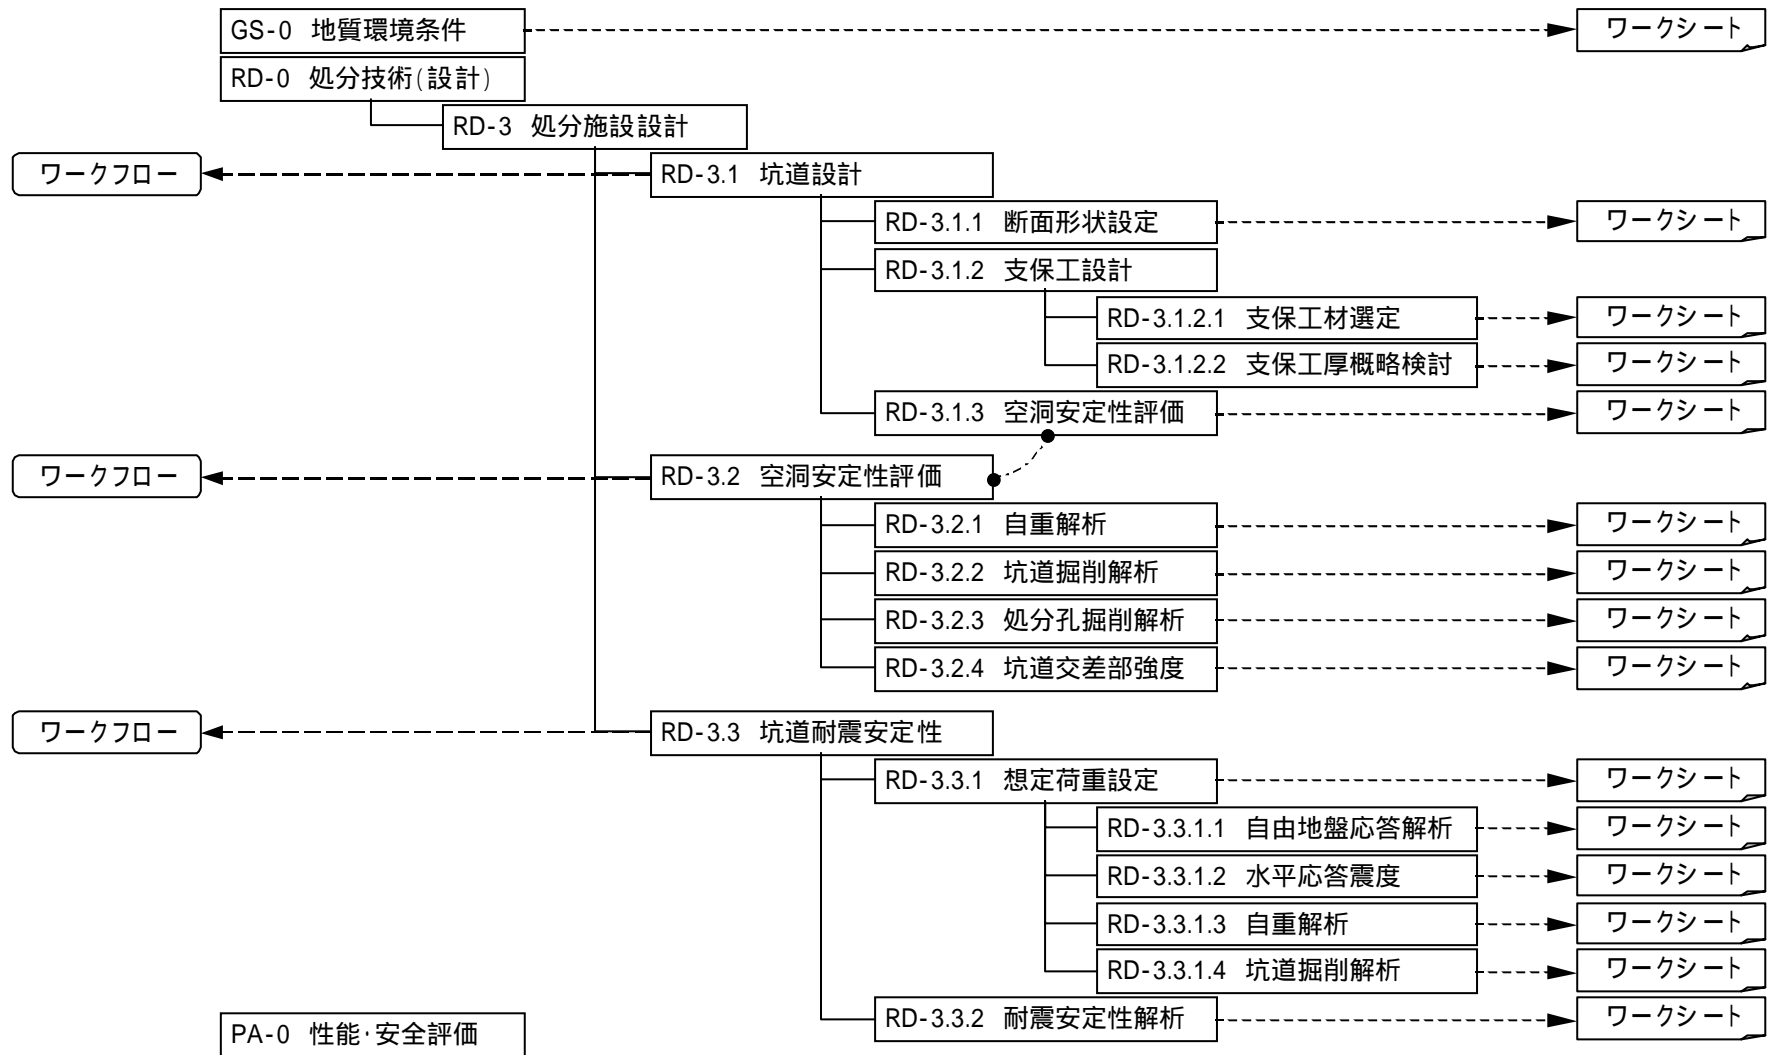 GS-0 地質環境条件
ワークシート
RD-0 処分技術(設計)
RD-3 処分施設設計
ワークフロー
RD-3.1 坑道設計
RD-3.1.1 断面形状設定
ワークシート
RD-3.1.2 支保工設計
RD-3.1.2.1 支保工材選定
ワークシート
RD-3.1.2.2 支保工厚概略検討
ワークシート
RD-3.1.3 空洞安定性評価
ワークシート
ワークフロー
RD-3.2 空洞安定性評価
RD-3.2.1 自重解析
ワークシート
RD-3.2.2 坑道掘削解析
ワークシート
RD-3.2.3 処分孔掘削解析
ワークシート
RD-3.2.4 坑道交差部強度
ワークシート
ワークフロー
RD-3.3 坑道耐震安定性
RD-3.3.1 想定荷重設定
ワークシート
RD-3.3.1.1 自由地盤応答解析
ワークシート
RD-3.3.1.2 水平応答震度
ワークシート
RD-3.3.1.3 自重解析
ワークシート
RD-3.3.1.4 坑道掘削解析
ワークシート
RD-3.3.2 耐震安定性解析
ワークシート
PA-0 性能·安全評価